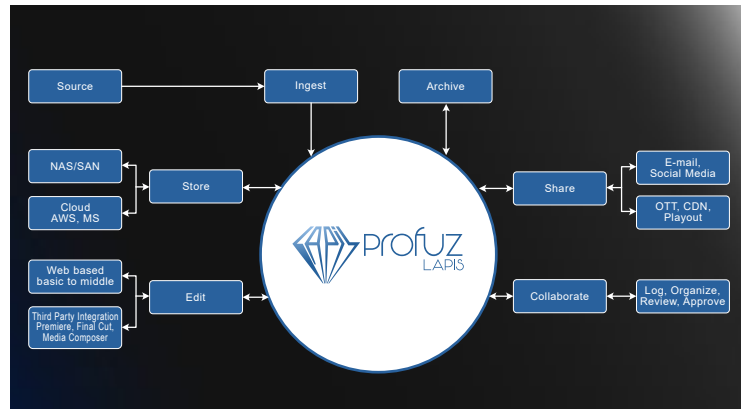 Source
Ingest
Archive
NAS/SAN
Cloud
AWS, MS
Store
Share
E-mail,
Social Media
OTT, CDN,
Playout
PROFUZ
LAPIS
Web based
basic to middle
Third Party Integration
Premiere, Final Cut,
Media Composer
Edit
Collaborate
Log, Organize,
Review, Approve